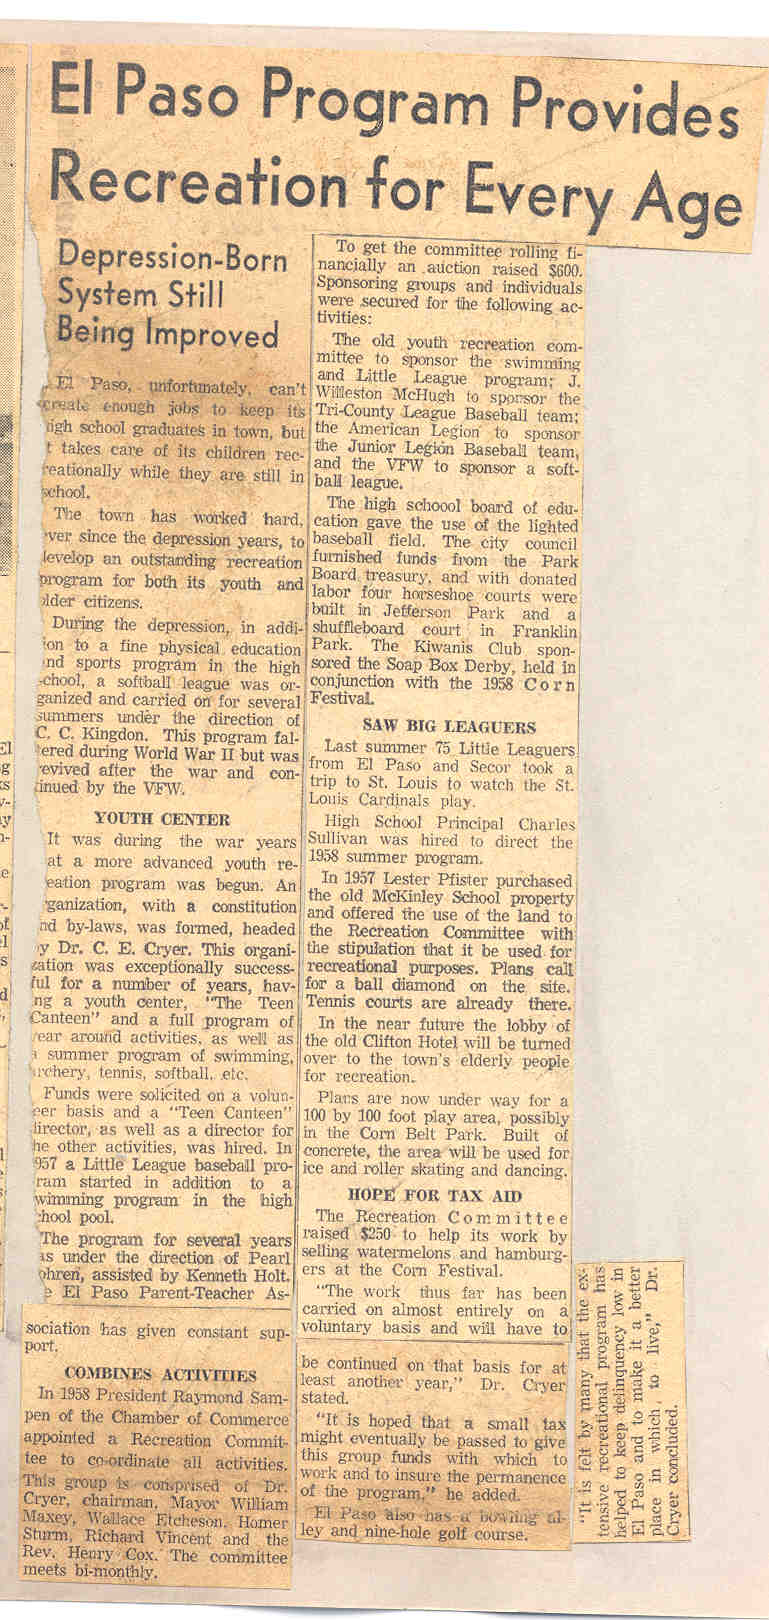 El Paso Program Provides
Recreation for Every Age
Depression-Born
System Still
Being Improved
El Paso, unfortunately, can't
create enough jobs to keep its
high school graduates in town, but
t takes care of its children rec-
reationally while they are still in
school.
The town has worked hard,
ever since the depression years, to
develop an outstanding recreation
program for both its youth and
older citizens.
During the depression, in addi-
tion to a fine physical education
and sports program in the high
school, a softball league was or-
ganized and carried on for several
summers under the direction of
C. C. Kingdon. This program fal-
tered during World War II but was
revived after the war and con-
tinued by the VFW.
YOUTH CENTER
It was during the war years
at a more advanced youth re-
reation program was begun. An
organization, with a constitution
and by-laws, was formed, headed
by Dr. C. E. Cryer. This organi-
zation was exceptionally success-
ful for a number of years, hav-
ng a youth center, "The Teen
Canteen" and a full program of
year around activities, as well as
a summer program of swimming,
archery, tennis, softball, etc.
Funds were solicited on a volun-
eer basis and a "Teen Canteen"
director, as well as a director for
he other activities, was hired. In
957 a Little League baseball pro-
ram started in addition to a
wimming program in the high
chool pool.
The program for several years
as under the direction of Pearl
ohren, assisted by Kenneth Holt.
e El Paso Parent-Teacher As-
sociation has given constant sup-
port.
COMBINES ACTIVITIES
In 1958 President Raymond Sam-
pen of the Chamber of Commerce
appointed a Recreation Commit-
tee to co-ordinate all activities.
This group is comprised of Dr.
Cryer, chairman, Mayor William
Maxey, Wallace Etcheson, Homer
Sturm, Richard Vincent and the
Rev. Henry Cox. The committee
meets bi-monthly.
To get the committee rolling fi-
nancially an auction raised $600.
Sponsoring groups and individuals
were secured for the following ac-
tivities:
The old youth recreation com-
mittee to sponsor the swimming
and Little League program; J.
Willeston McHugh to sponsor the
Tri-County League Baseball team;
the American Legion to sponsor
the Junior Legion Baseball team,
and the VFW to sponsor a soft-
ball league.
The high schoool board of edu-
cation gave the use of the lighted
baseball field. The city council
furnished funds from the Park
Board treasury, and with donated
labor four horseshoe courts were
built in Jefferson Park and a
shuffleboard court in Franklin
Park. The Kiwanis Club spon-
sored the Soap Box Derby, held in
conjunction with the 1958 Corn
Festival.
SAW BIG LEAGUERS
Last summer 75 Little Leaguers
from El Paso and Secor took a
trip to St. Louis to watch the St.
Louis Cardinals play.
High School Principal Charles
Sullivan was hired to direct the
1958 summer program.
In 1957 Lester Pfister purchased
the old McKinley School property
and offered the use of the land to
the Recreation Committee with
the stipulation that it be used for
recreational purposes. Plans call
for a ball diamond on the site.
Tennis courts are already there.
In the near future the lobby of
the old Clifton Hotel will be turned
over to the town's elderly people
for recreation.
Plans are now under way for a
100 by 100 foot play area, possibly
in the Corn Belt Park. Built of
concrete, the area will be used for
ice and roller skating and dancing.
HOPE FOR TAX AID
The Recreation Committee
raised $250 to help its work by
selling watermelons and hamburg-
ers at the Corn Festival.
"The work thus far has been
carried on almost entirely on a
voluntary basis and will have to
be continued on that basis for at
least another year," Dr. Cryer
stated.
"It is hoped that a small tax
might eventually be passed to give
this group funds with which to
work and to insure the permanence
of the program," he added.
El Paso also has a bowling al-
ley and nine-hole golf course.
"It is felt by many that the ex-
tensive recreational program has
helped to keep delinquency low in
El Paso and to make it a better
place in which to live," Dr.
Cryer concluded.